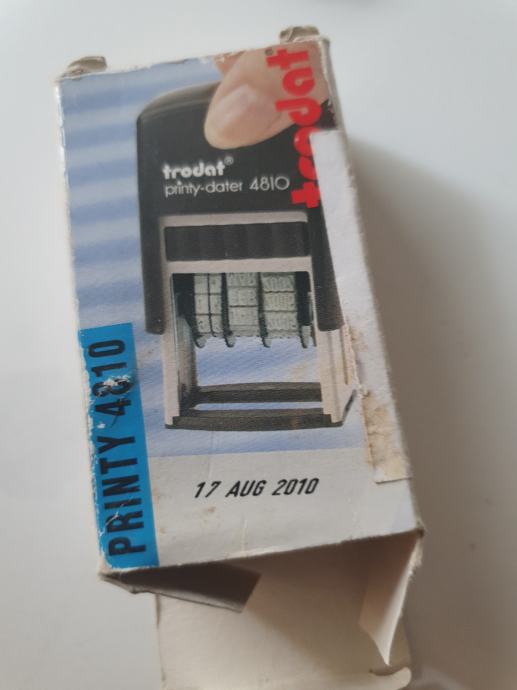 trodat
trodat®
printy-dater 4810
PRINTY 4810
17 AUG 2010